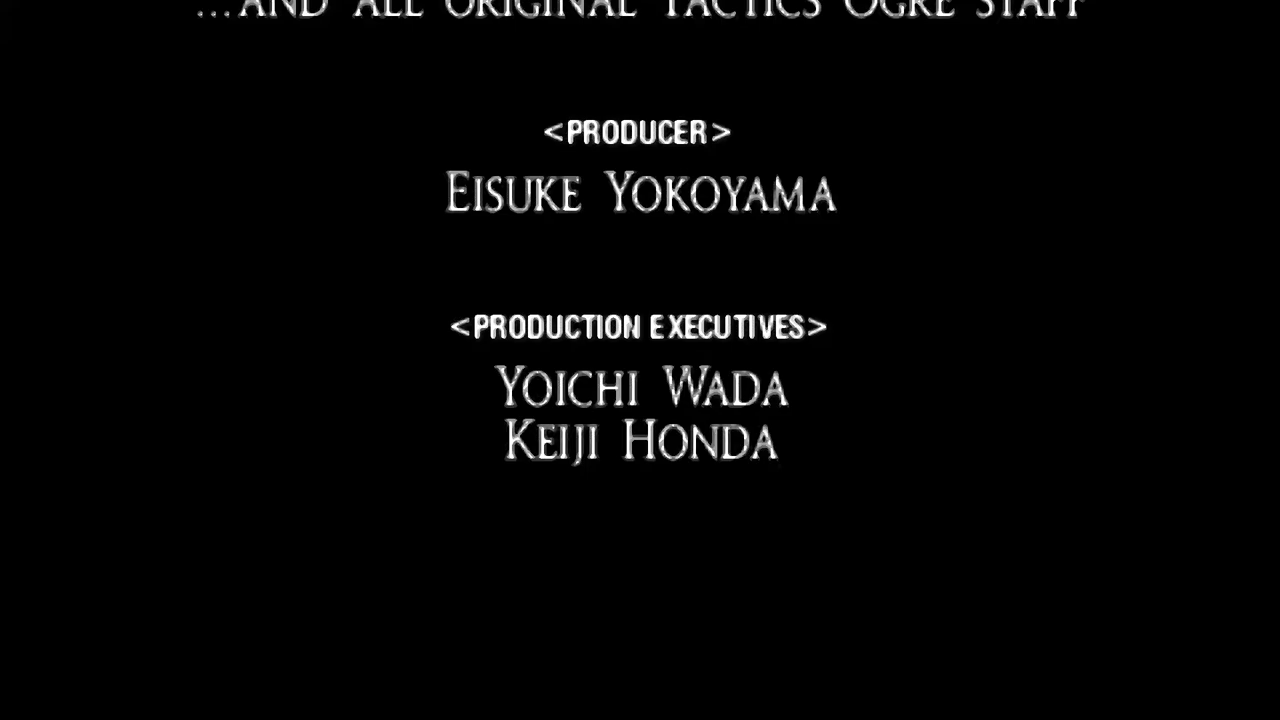 ...AND ALL ORIGINAL TACTICS OGRE STAFF
<PRODUCER>
EISUKE YOKOYAMA
<PRODUCTION EXECUTIVES>
YOICHI WADA
KEIJI HONDA